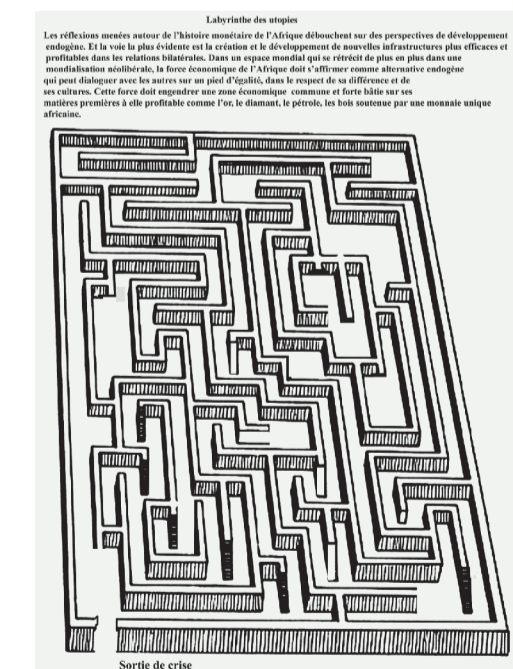 Labyrinthe des utopies
Les réflexions menées autour de l'histoire monétaire de l'Afrique débouchent sur des perspectives de développement
endogène. Et la voie la plus évidente est la création et le développement de nouvelles infrastructures plus efficaces et
profitables dans les relations bilatérales. Dans un espace mondial qui se rétrécit de plus en plus dans une
mondialisation néolibérale, la force économique de l'Afrique doit s'affirmer comme alternative endogène
qui peut dialoguer avec les autres sur un pied d'égalité, dans le respect de sa différence et de
ses cultures. Cette force doit engendrer une zone économique commune et forte bâtie sur ses
matières premières à elle profitable comme l'or, le diamant, le pétrole, les bois soutenue par une monnaie unique
africaine.
Sortie de crise